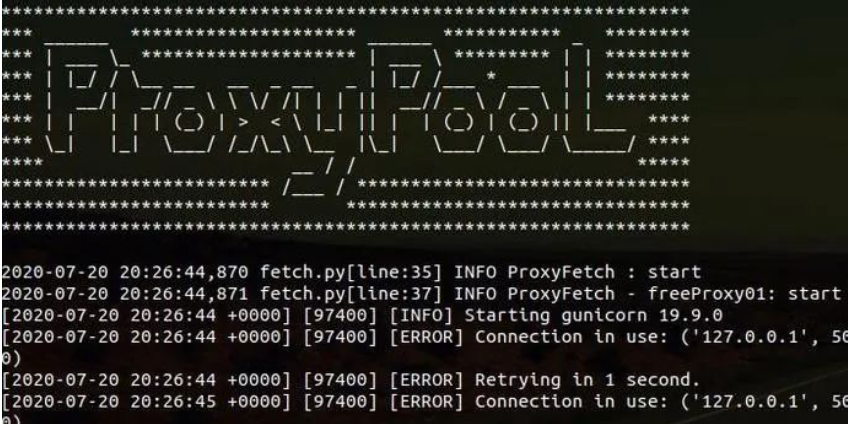 ProxyPool
2020-07-20 20:26:44,870 fetch.py[line:35] INFO ProxyFetch : start
2020-07-20 20:26:44,871 fetch.py[line:37] INFO ProxyFetch - freeProxy01: start
[2020-07-20 20:26:44 +0000] [97400] [INFO] Starting gunicorn 19.9.0
[2020-07-20 20:26:44 +0000] [97400] [ERROR] Connection in use: ('127.0.0.1', 50
0)
[2020-07-20 20:26:44 +0000] [97400] [ERROR] Retrying in 1 second.
[2020-07-20 20:26:45 +0000] [97400] [ERROR] Connection in use: ('127.0.0.1', 50
0)